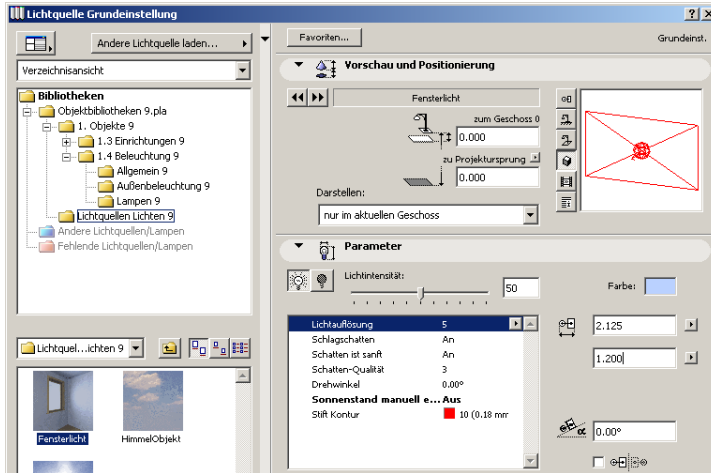 Lichtquelle Grundeinstellung
Andere Lichtquelle laden...
Favoriten...
Grundeinst.
Verzeichnisansicht
Bibliotheken
Objektbibliotheken 9.pla
1. Objekte 9
1.3 Einrichtungen 9
1.4 Beleuchtung 9
Allgemein 9
Außenbeleuchtung 9
Lampen 9
Lichtquellen Lichten 9
Andere Lichtquellen/Lampen
Fehlende Lichtquellen/Lampen
Lichtquel...ichten 9
Fensterlicht
HimmelObjekt
Vorschau und Positionierung
Fensterlicht
zum Geschoss 0
0.000
zu Projektursprung
0.000
Darstellen:
nur im aktuellen Geschoss
Parameter
Lichtintensität:
50
Farbe:
Lichtauflösung 5
Schlagschatten An
Schatten ist sanft An
Schatten-Qualität 3
Drehwinkel 0.00°
Sonnenstand manuell e... Aus
Stift Kontur 10 (0.18 mm
2.125
1.200
α 0.00°